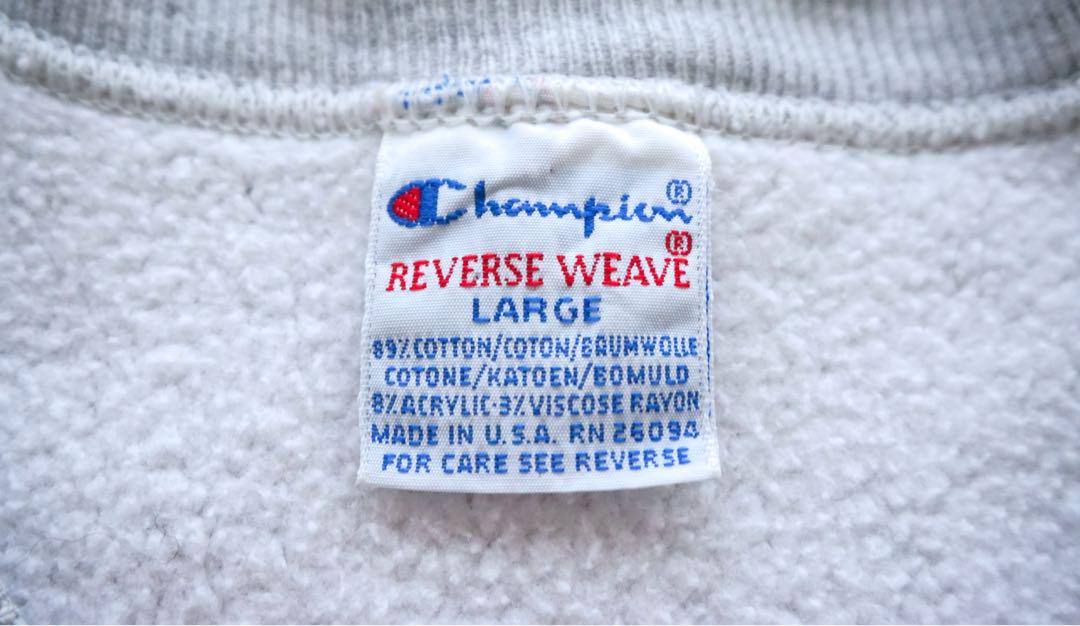 Champion®
REVERSE WEAVE®
LARGE
89% COTTON/COTON/BAUMWOLLE
COTONE/KATOEN/BOMULD
8% ACRYLIC-3% VISCOSE RAYON
MADE IN U.S.A. RN 26094
FOR CARE SEE REVERSE